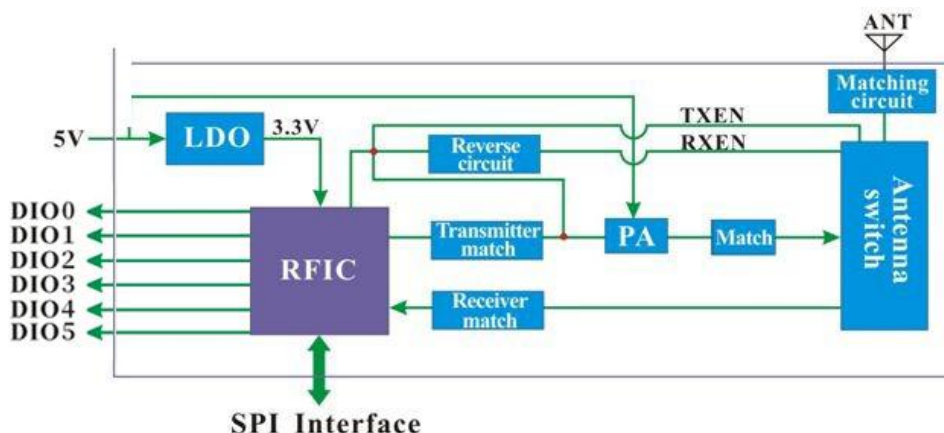 ANT
Matching
circuit
TXEN
5V
LDO
3.3V
Reverse
circuit
RXEN
Antenna
switch
DIO0
DIO1
DIO2
DIO3
DIO4
DIO5
RFIC
Transmitter
match
PA
Match
Receiver
match
SPI Interface